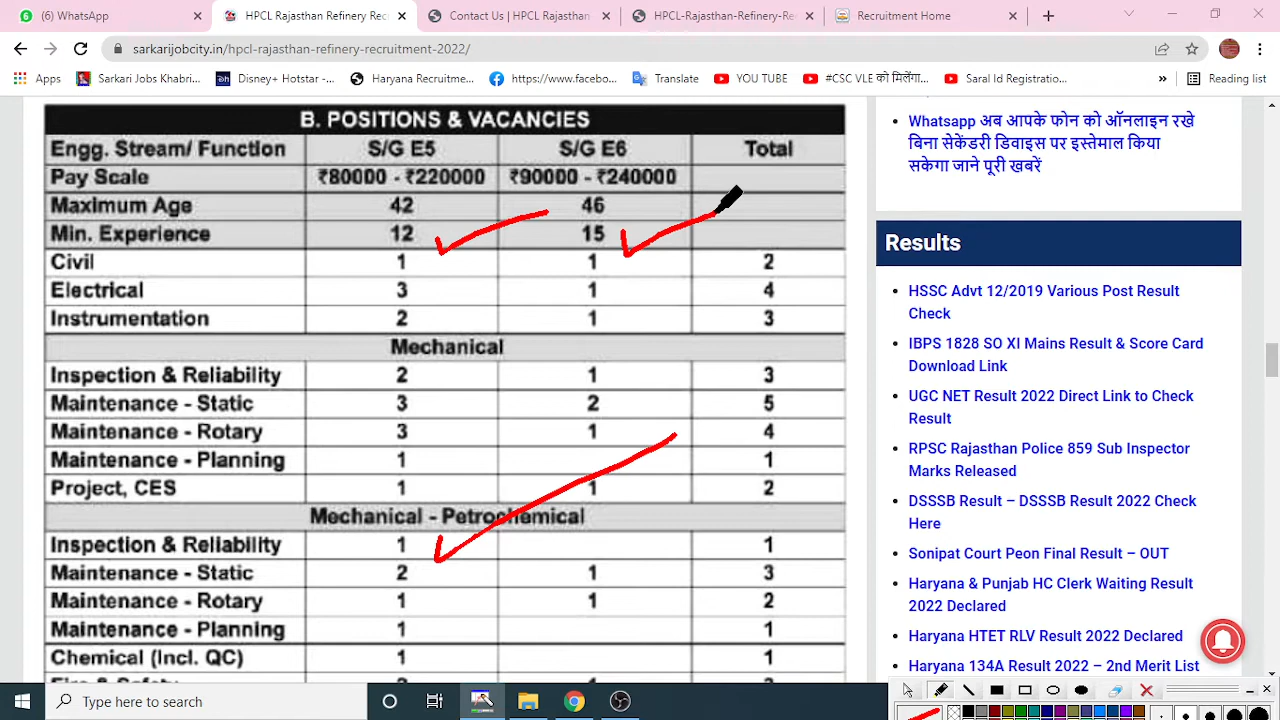 (6) WhatsApp
HPCL Rajasthan Refinery Rec
Contact Us | HPCL Rajasthan
HPCL-Rajasthan-Refinery-Re
Recruitment Home
sarkarijobcity.in/hpcl-rajasthan-refinery-recruitment-2022/
Apps
Sarkari Jobs Khabri...
Disney+ Hotstar -...
Haryana Recruitme...
https://www.facebo...
Translate
YOU TUBE
#CSC VLE को मिलेंगा...
Saral Id Registratio...
»
Reading list
B. POSITIONS & VACANCIES
Engg. Stream/ Function S/G E5 S/G E6 Total
Pay Scale ₹80000 - ₹220000 ₹90000 - ₹240000
Maximum Age 42 46
Min. Experience 12 15
Civil 1 1 2
Electrical 3 1 4
Instrumentation 2 1 3
Mechanical
Inspection & Reliability 2 1 3
Maintenance - Static 3 2 5
Maintenance - Rotary 3 1 4
Maintenance - Planning 1 1
Project, CES 1 1 2
Mechanical - Petrochemical
Inspection & Reliability 1 1
Maintenance - Static 2 1 3
Maintenance - Rotary 1 1 2
Maintenance - Planning 1 1
Chemical (Incl. QC) 1 1
Whatsapp अब आपके फोन को ऑनलाइन रखे
बिना सेकेंडरी डिवाइस पर इस्तेमाल किया
सकेगा जाने पूरी खबरें
Results
HSSC Advt 12/2019 Various Post Result
Check
IBPS 1828 SO XI Mains Result & Score Card
Download Link
UGC NET Result 2022 Direct Link to Check
Result
RPSC Rajasthan Police 859 Sub Inspector
Marks Released
DSSSB Result – DSSSB Result 2022 Check
Here
Sonipat Court Peon Final Result – OUT
Haryana & Punjab HC Clerk Waiting Result
2022 Declared
Haryana HTET RLV Result 2022 Declared
Haryana 134A Result 2022 – 2nd Merit List
Type here to search